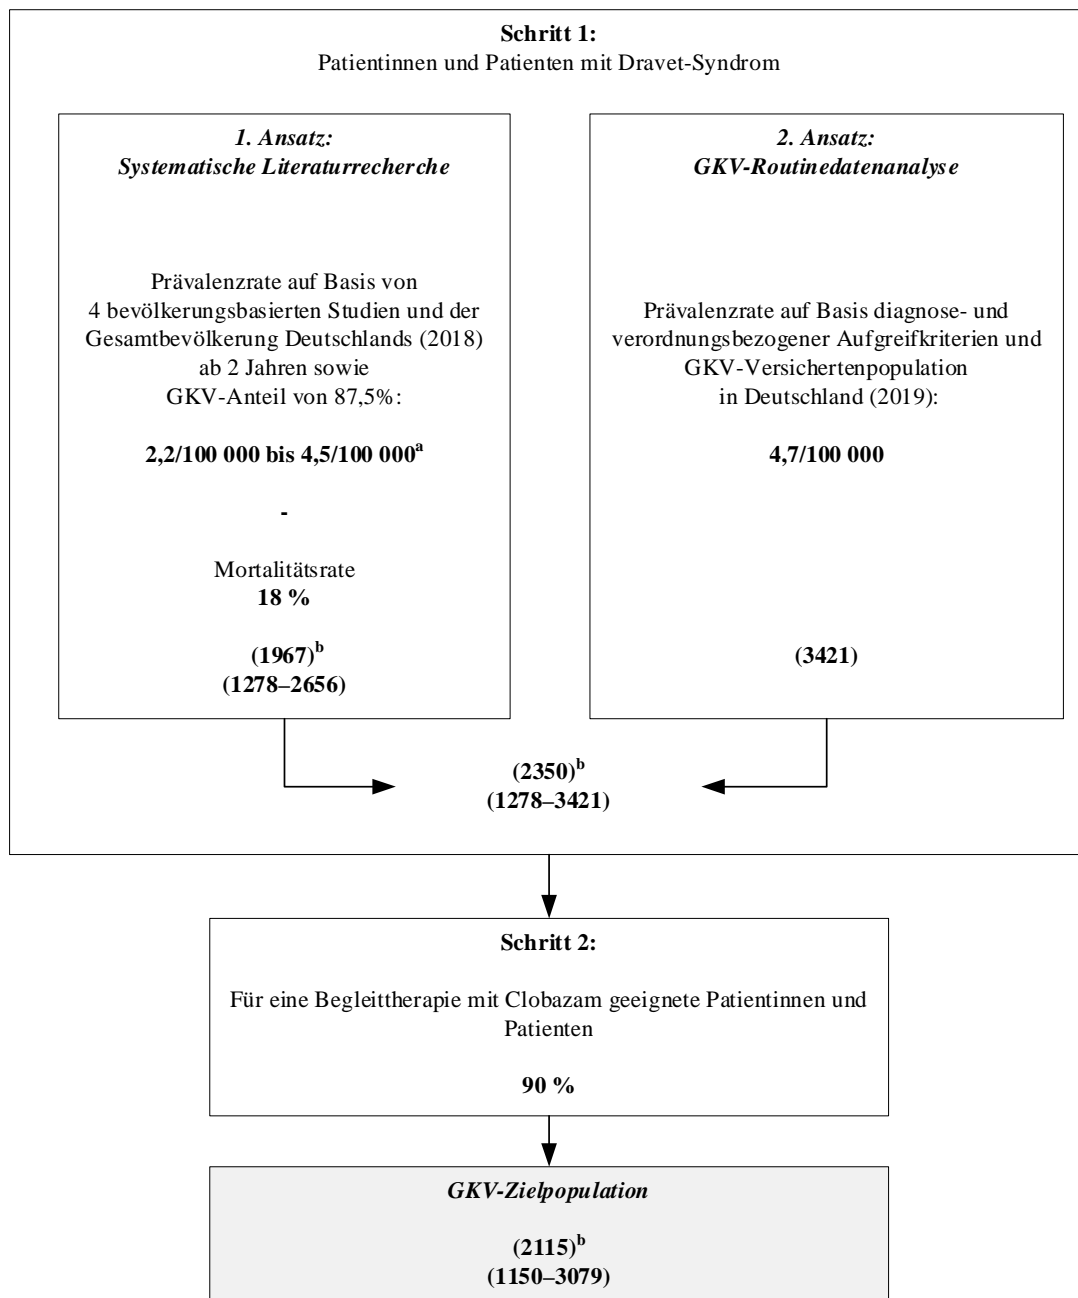 Schritt 1:
Patientinnen und Patienten mit Dravet-Syndrom
1. Ansatz:
Systematische Literaturrecherche
Prävalenzrate auf Basis von
4 bevölkerungsbasierten Studien und der
Gesamtbevölkerung Deutschlands (2018)
ab 2 Jahren sowie
GKV-Anteil von 87,5%:
2,2/100 000 bis 4,5/100 000a
-
Mortalitätsrate
18 %
(1967)b
(1278–2656)
2. Ansatz:
GKV-Routinedatenanalyse
Prävalenzrate auf Basis diagnose- und
verordnungsbezogener Aufgreifkriterien und
GKV-Versichertenpopulation
in Deutschland (2019):
4,7/100 000
(3421)
(2350)b
(1278–3421)
Schritt 2:
Für eine Begleittherapie mit Clobazam geeignete Patientinnen und
Patienten
90 %
GKV-Zielpopulation
(2115)b
(1150–3079)